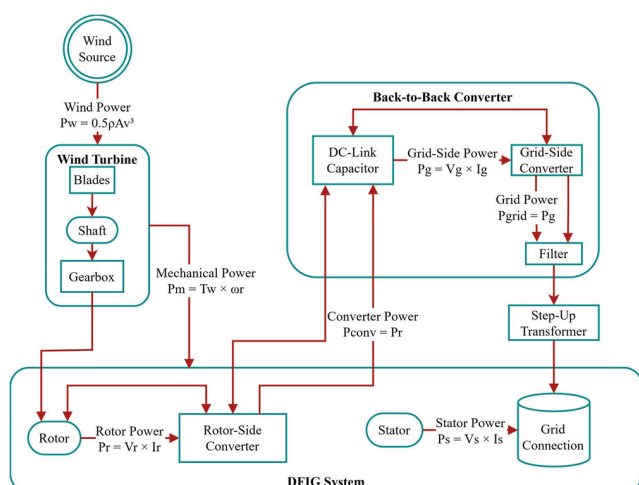 Wind
Source
Wind Power
Pw = 0.5ρAv³
Wind Turbine
Blades
Shaft
Gearbox
Mechanical Power
Pm = Tw × ωr
Back-to-Back Converter
DC-Link
Capacitor
Grid-Side Power
Pg = Vg × Ig
Grid-Side
Converter
Grid Power
Pgrid = Pg
Filter
Converter Power
Pconv = Pr
Step-Up
Transformer
Rotor
Rotor Power
Pr = Vr × Ir
Rotor-Side
Converter
Stator
Stator Power
Ps = Vs × Is
Grid
Connection
DFIG System